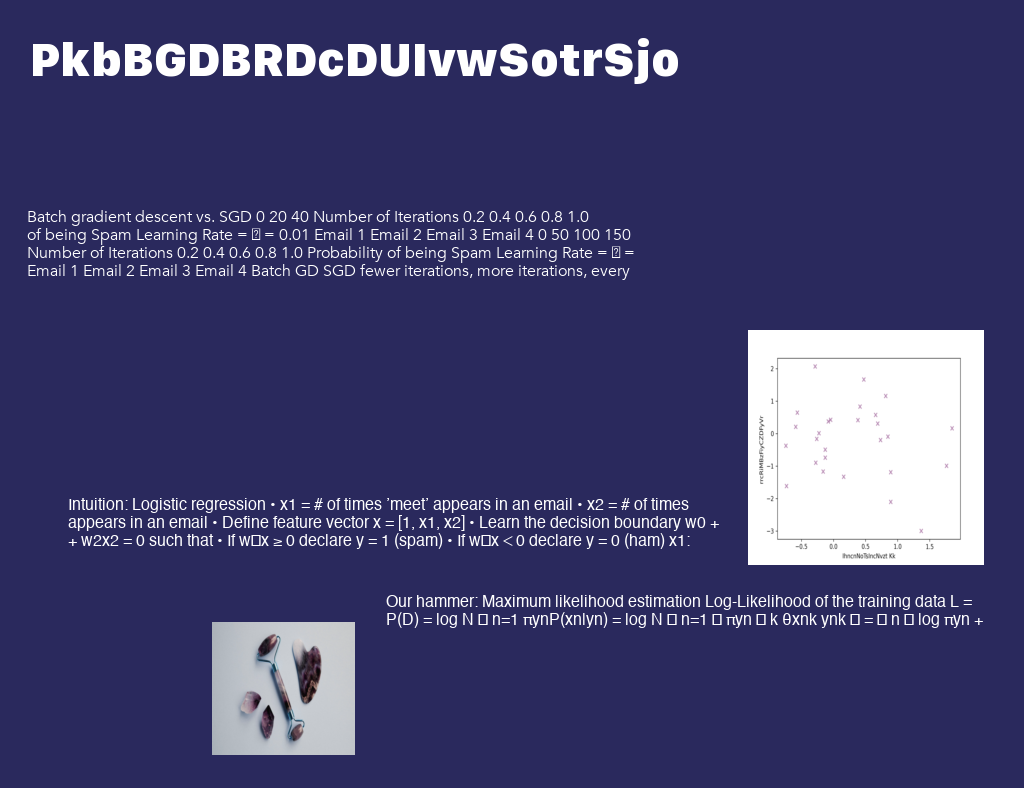 PkbBGDBRDcDUIvwSotrSjo
Batch gradient descent vs. SGD 0 20 40 Number of Iterations 0.2 0.4 0.6 0.8 1.0
of being Spam Learning Rate = = 0.01 Email 1 Email 2 Email 3 Email 4 0 50 100 150
Number of Iterations 0.2 0.4 0.6 0.8 1.0 Probability of being Spam Learning Rate = =
Email 1 Email 2 Email 3 Email 4 Batch GD SGD fewer iterations, more iterations, every
2
1
0
−1
−2
−3
−0.5 0.0 0.5 1.0 1.5
Intuition: Logistic regression • x1 = # of times 'meet' appears in an email • x2 = # of times
appears in an email • Define feature vector x = [1, x1, x2] • Learn the decision boundary w0 +
+ w2x2 = 0 such that • If w□x ≥ 0 declare y = 1 (spam) • If w□x < 0 declare y = 0 (ham) x1:
Our hammer: Maximum likelihood estimation Log-Likelihood of the training data L =
P(D) = log N □ n=1 πynP(xn|yn) = log N □ n=1 □ πyn □ k θxnk ynk □ = □ n □ log πyn +